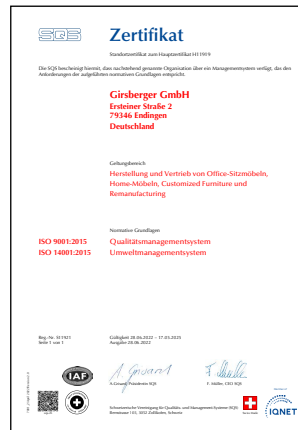 SQS
Zertifikat
Standortzertifikat zum Hauptzertifikat H11919
Die SQS bescheinigt hiermit, dass nachstehend genannte Organisation über ein Managementsystem verfügt, das den
Anforderungen der aufgeführten normativen Grundlagen entspricht.
Girsberger GmbH
Ersteiner Straße 2
79346 Endingen
Deutschland
Geltungsbereich
Herstellung und Vertrieb von Office-Sitzmöbeln,
Home-Möbeln, Customized Furniture und
Remanufacturing
Normative Grundlagen
ISO 9001:2015 Qualitätsmanagementsystem
ISO 14001:2015 Umweltmanagementsystem
Reg.-Nr. S11921
Seite 1 von 1
Gültigkeit 28.06.2022 – 17.03.2025
Ausgabe 28.06.2022
IAF
A. Grisard, Präsidentin SQS
F. Müller, CEO SQS
Schweizerische Vereinigung für Qualitäts- und Management-Systeme SQS
Bernstrasse 103, 3052 Zollikofen, Schweiz
IQNET